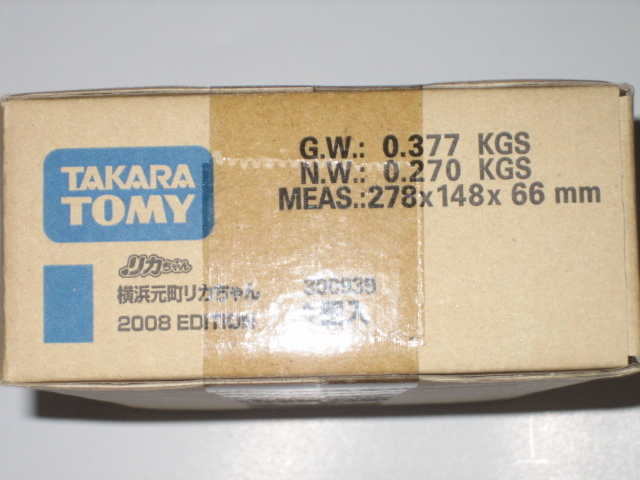 TAKARA
TOMY
G.W.: 0.377 KGS
N.W.: 0.270 KGS
MEAS.:278x148x 66 mm
リカちゃん
横浜元町リカちゃん
2008 EDITION
300939